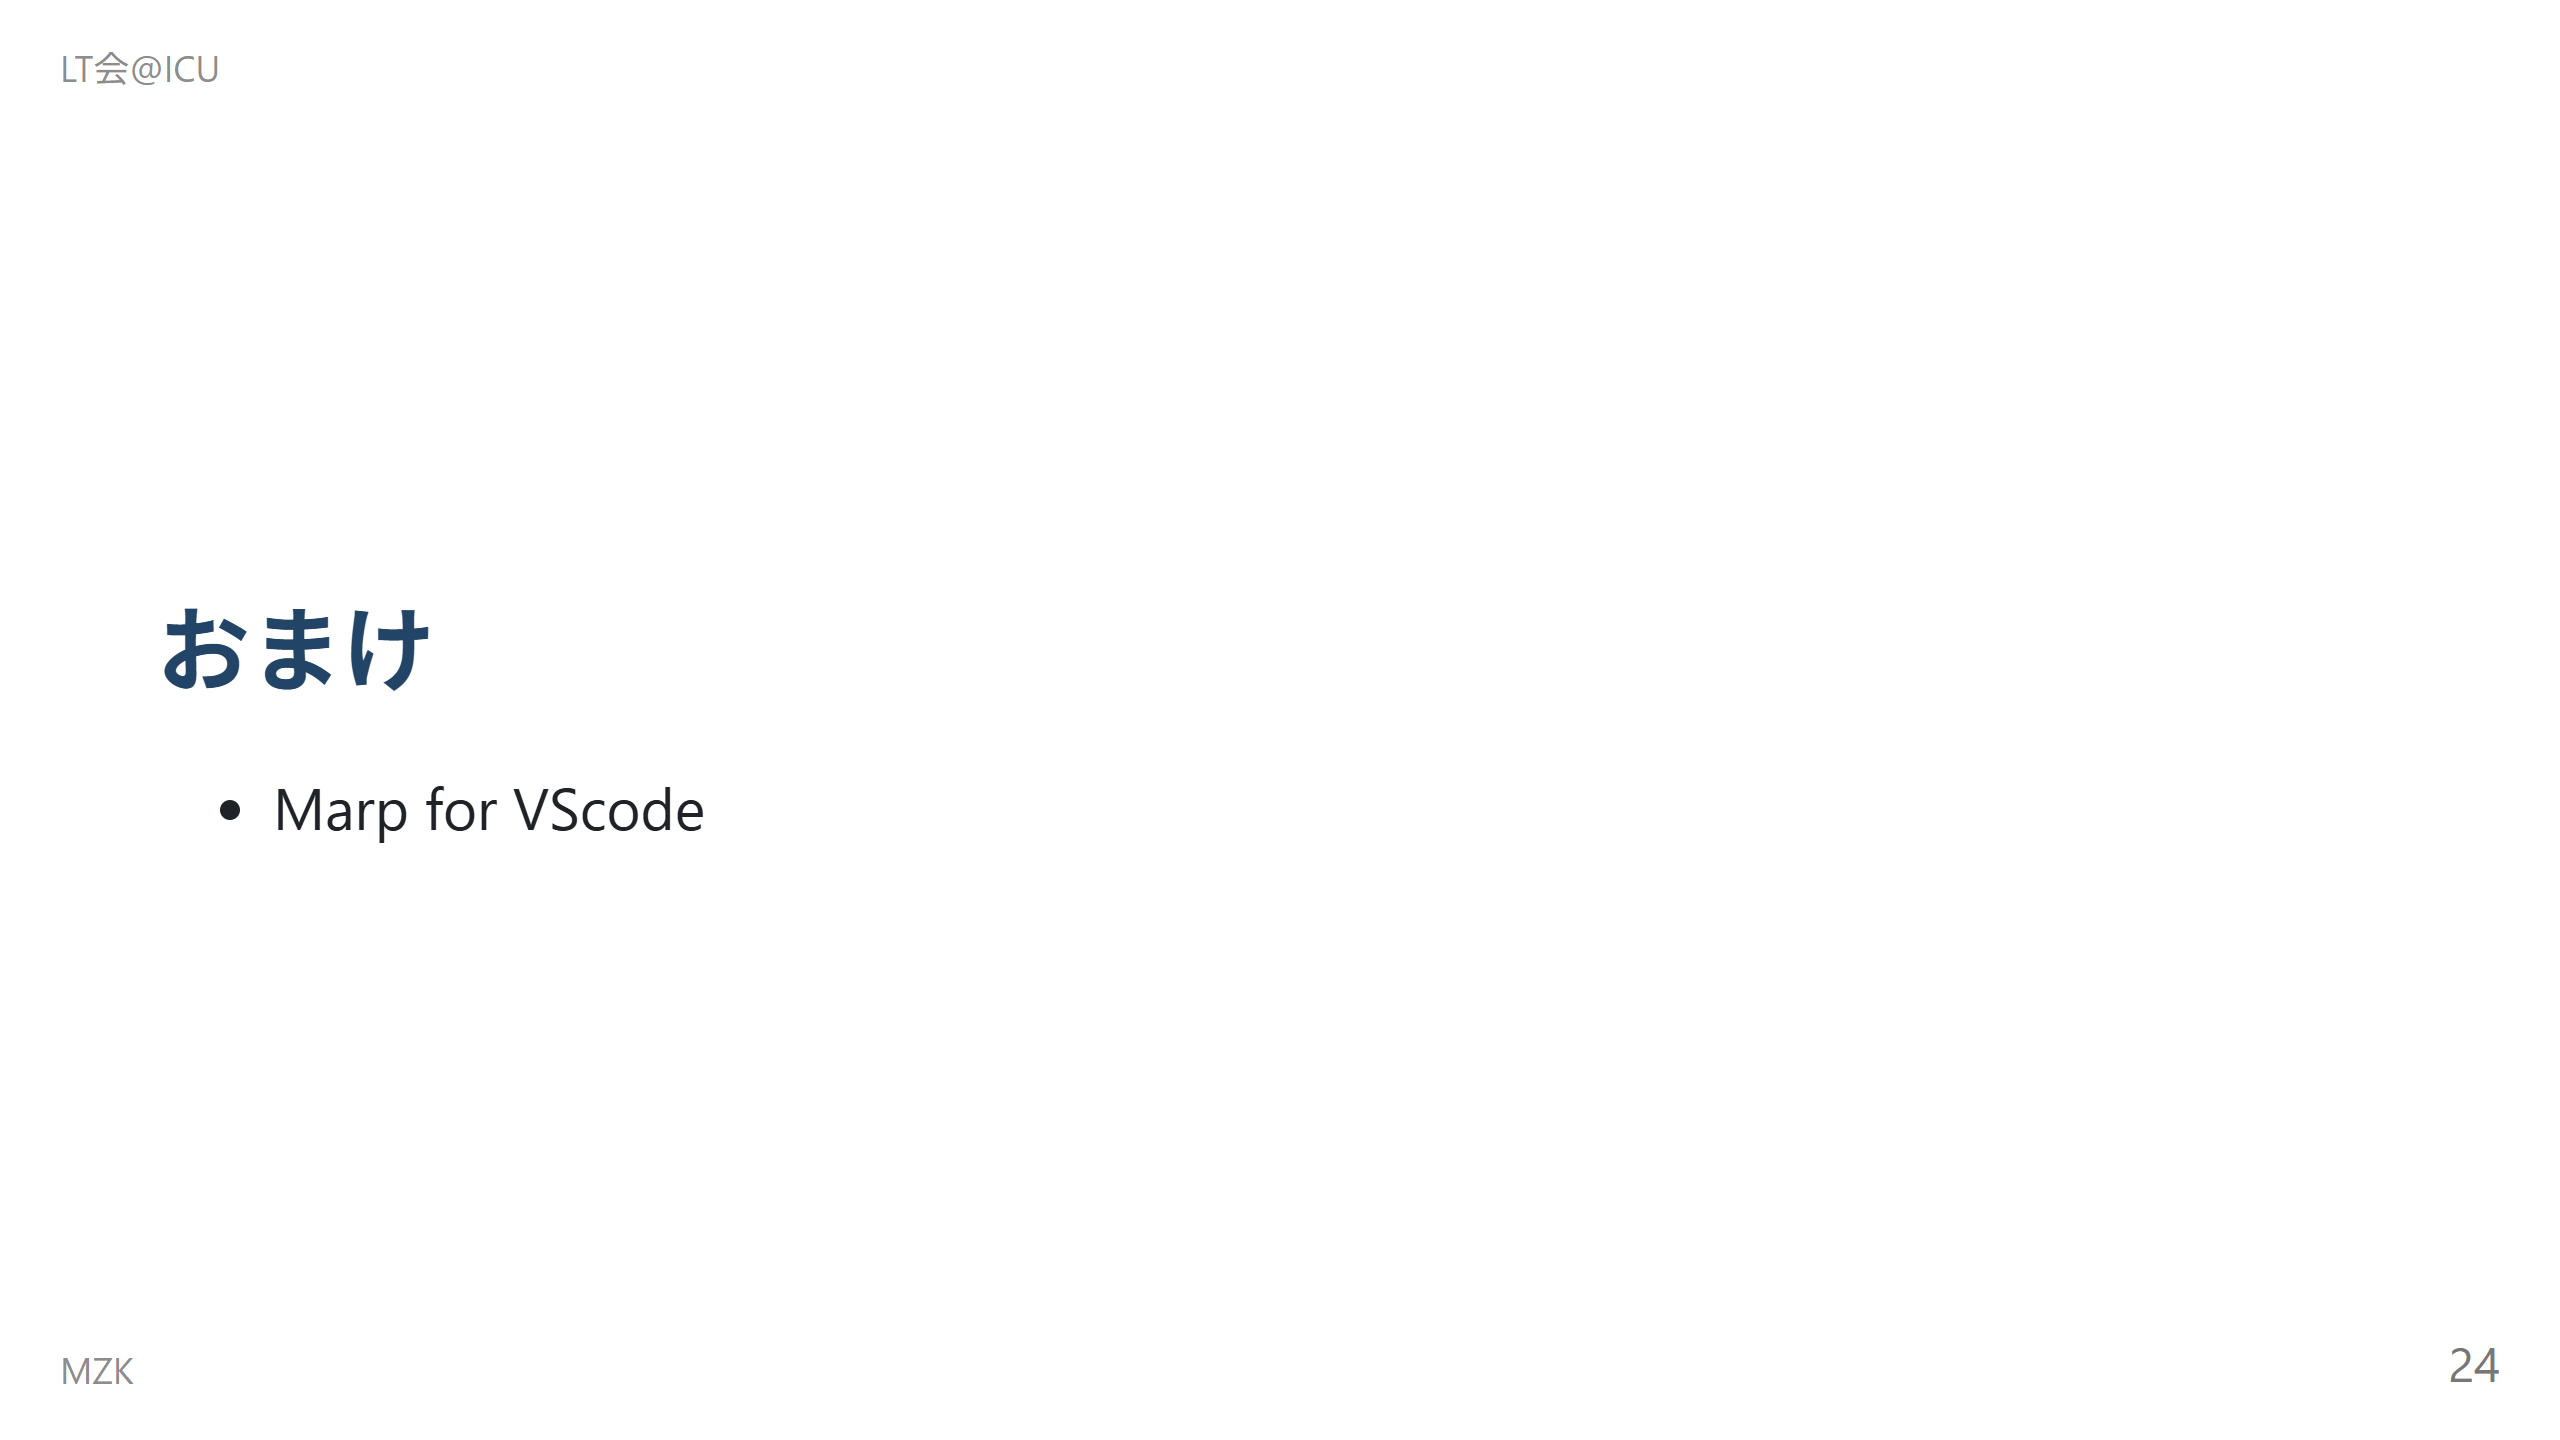 LT会@ICU
おまけ
• Marp for VScode
MZK
24